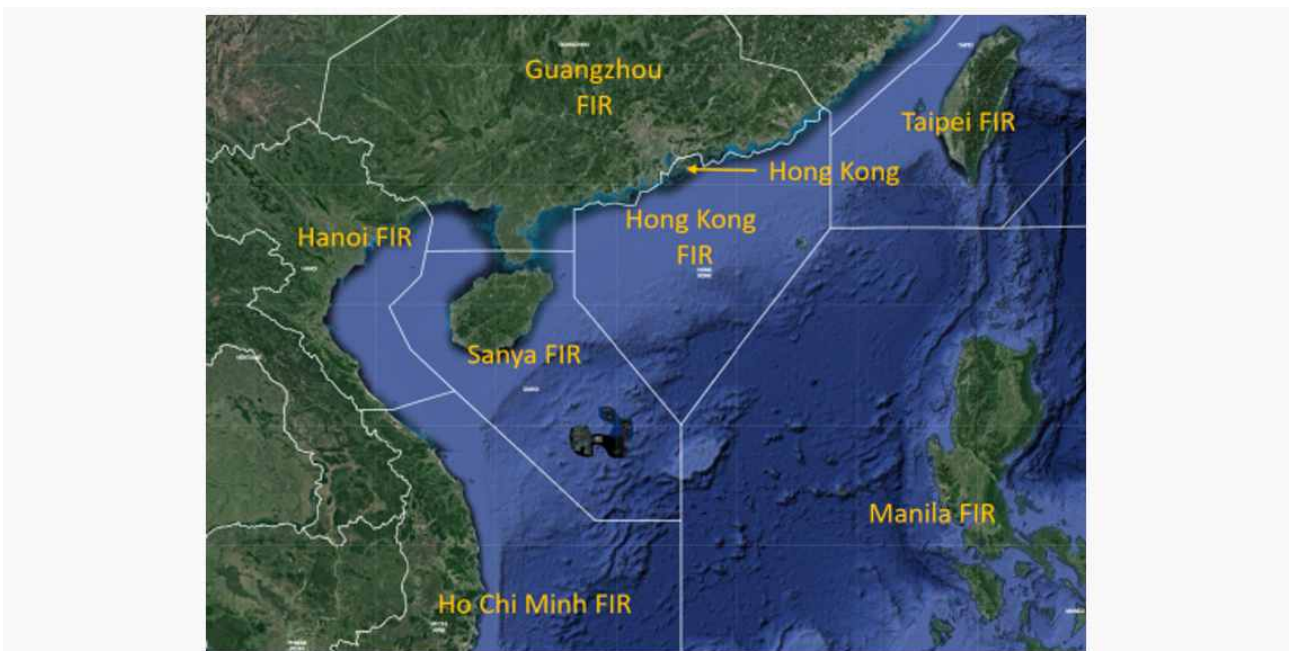 Guangzhou
FIR
Taipei FIR
Hong Kong
Hong Kong
FIR
Hanoi FIR
Sanya FIR
Manila FIR
Ho Chi Minh FIR